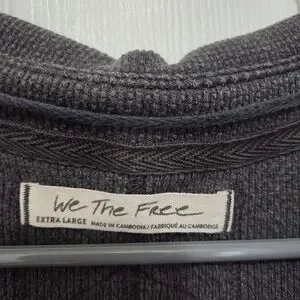 We The Free
EXTRA LARGE MADE IN CAMBODIA / FABRIQUÉ AU CAMBODGE